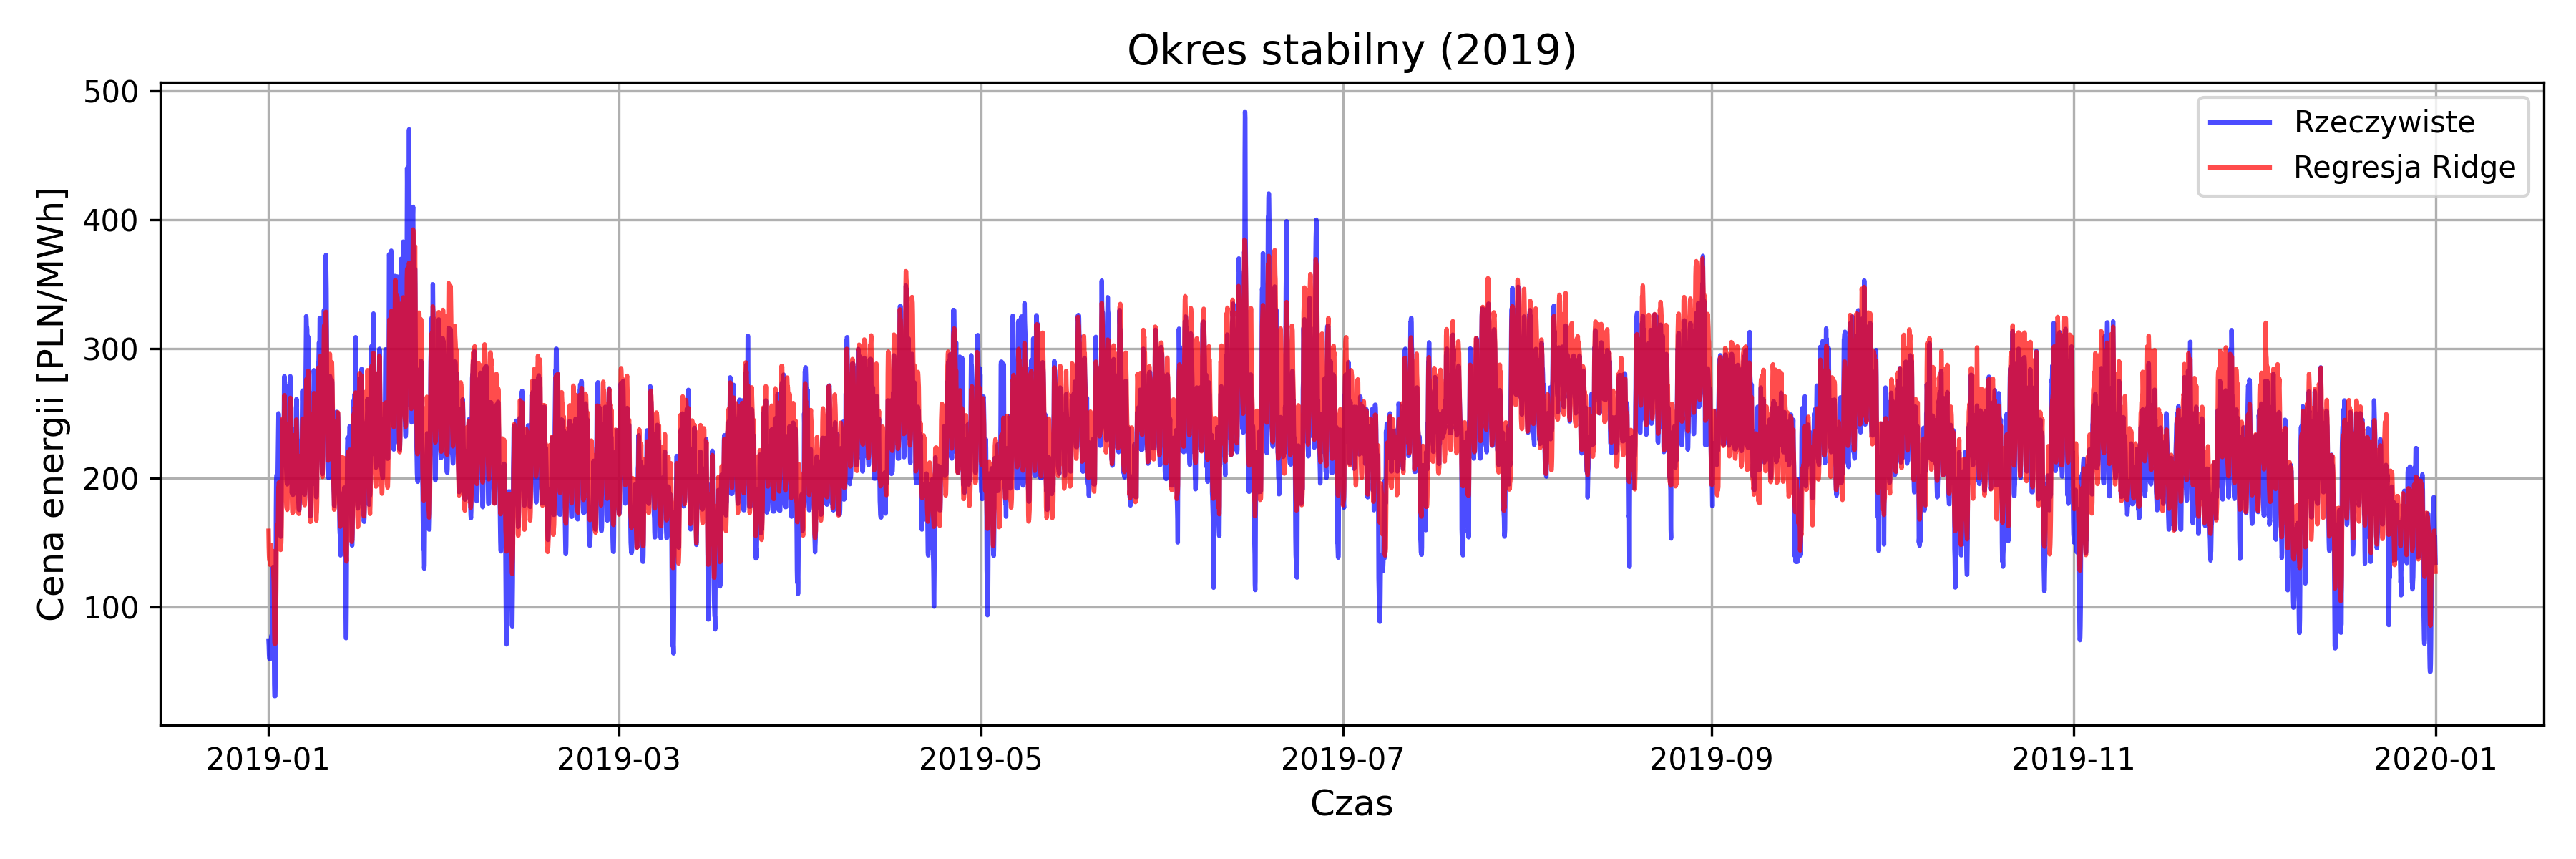 Okres stabilny (2019)
Cena energii [PLN/MWh]
500
400
300
200
100
Rzeczywiste
Regresja Ridge
2019-01 2019-03 2019-05 2019-07 2019-09 2019-11 2020-01
Czas